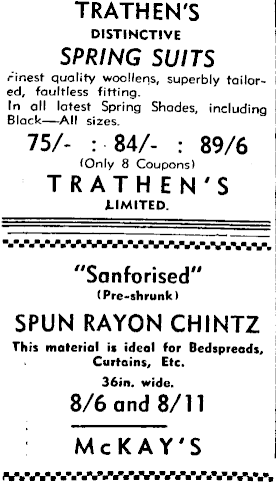 TRATHEN'S
DISTINCTIVE
SPRING SUITS
Finest quality woollens, superbly tailor-
ed, faultless fitting.
In all latest Spring Shades, including
Black—All sizes.
75/- : 84/- : 89/6
(Only 8 Coupons)
TRATHEN'S
LIMITED.
"Sanforised"
(Pre-shrunk)
SPUN RAYON CHINTZ
This material is ideal for Bedspreads,
Curtains, Etc.
36in. wide.
8/6 and 8/11
McKAY'S